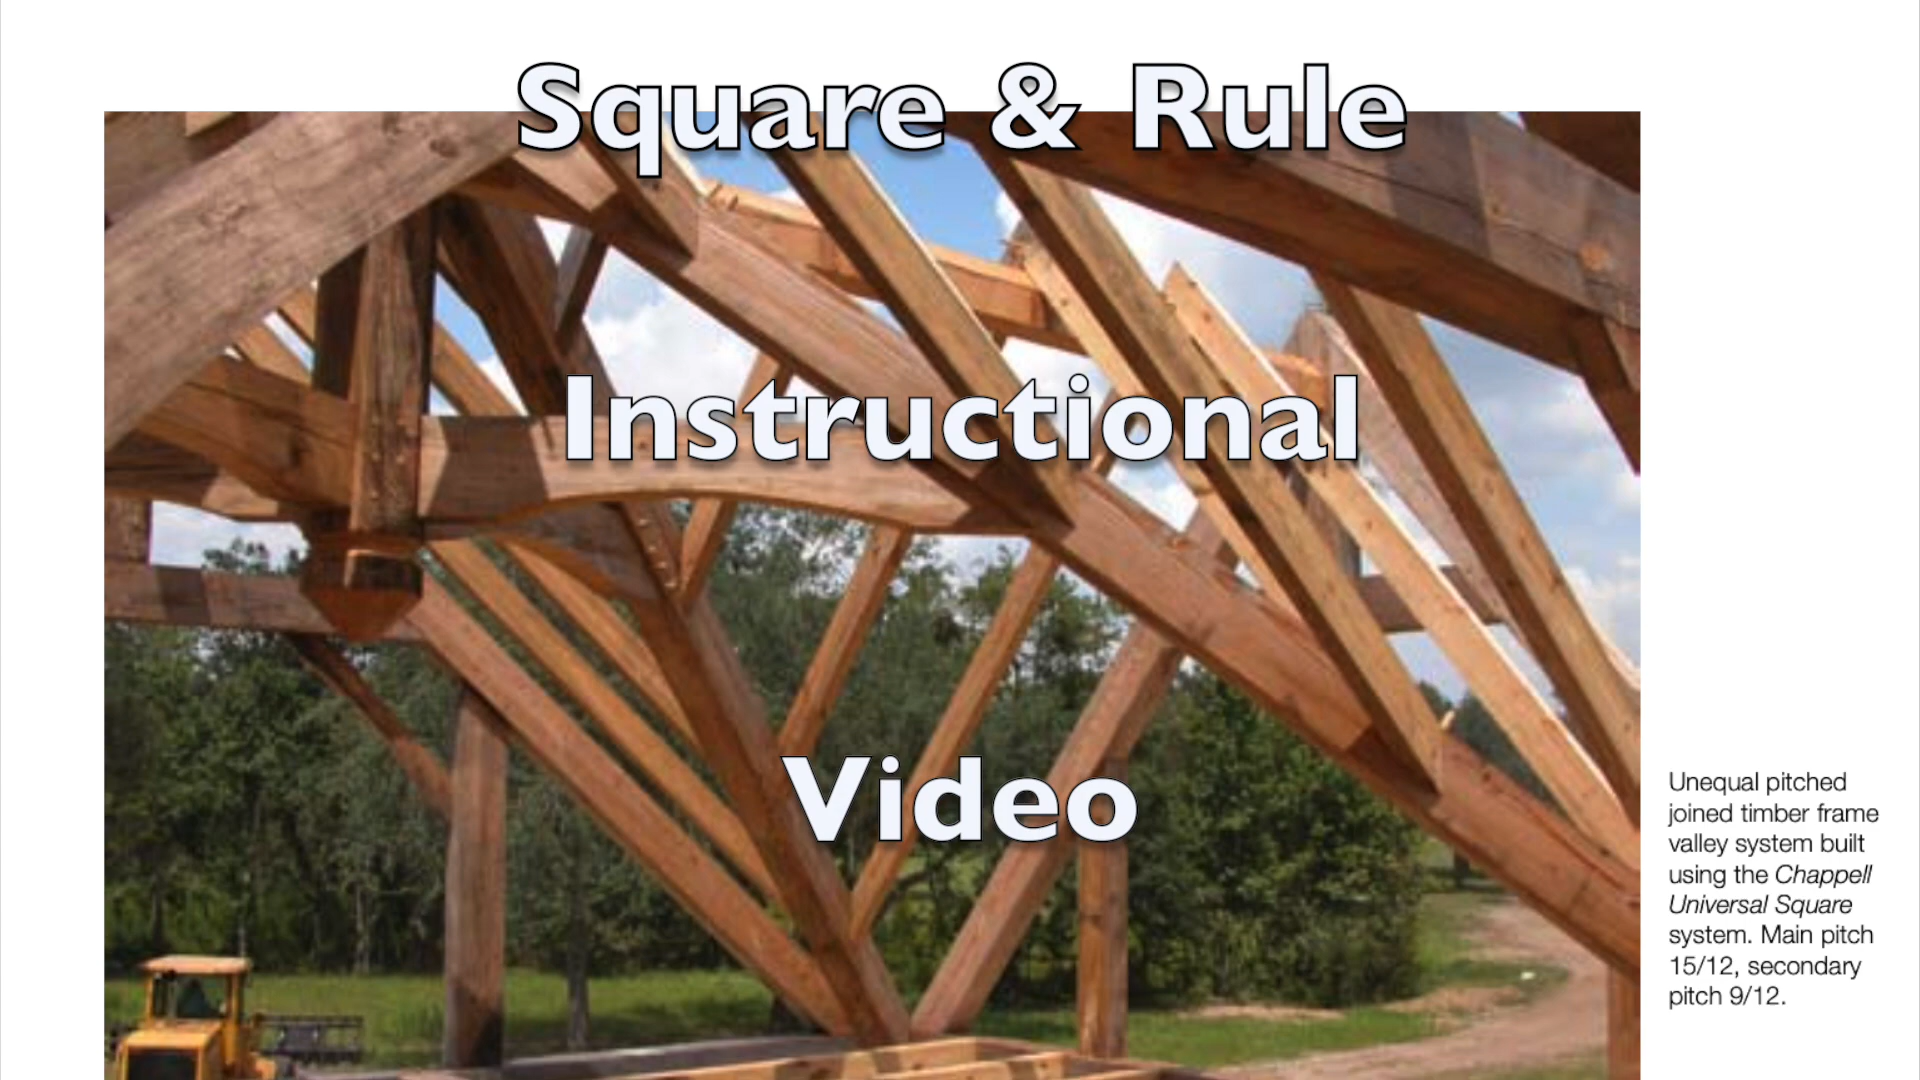 Square & Rule
Instructional
Video
Unequal pitched
joined timber frame
valley system built
using the Chappell
Universal Square
system. Main pitch
15/12, secondary
pitch 9/12.